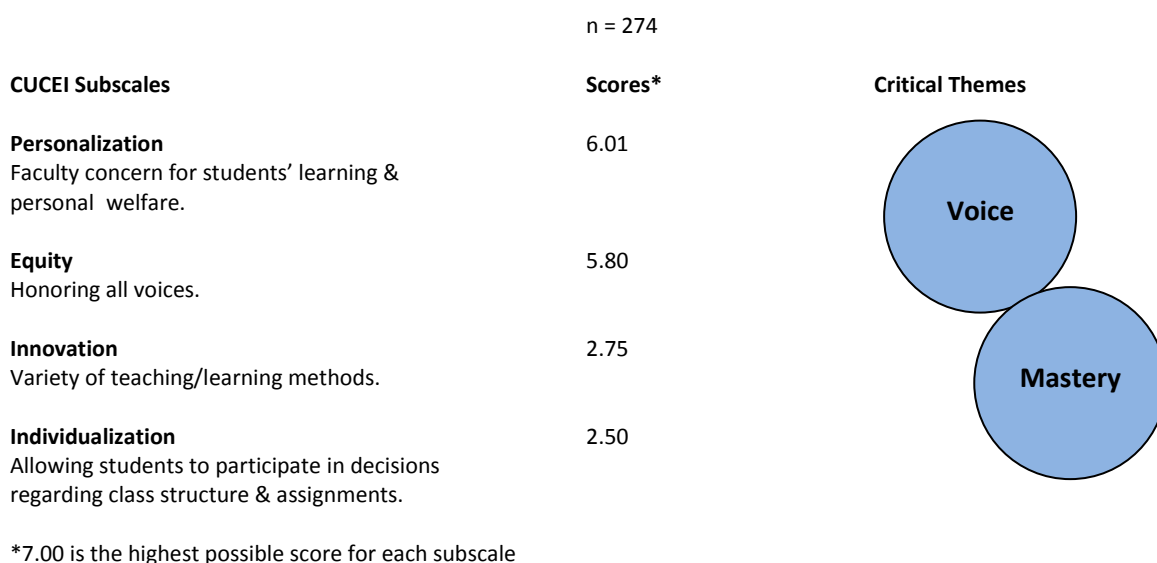 n = 274
CUCEI Subscales Scores* Critical Themes
Personalization 6.01
Faculty concern for students’ learning &
personal welfare.
Voice
Equity 5.80
Honoring all voices.
Innovation 2.75
Variety of teaching/learning methods.
Mastery
Individualization 2.50
Allowing students to participate in decisions
regarding class structure & assignments.
*7.00 is the highest possible score for each subscale